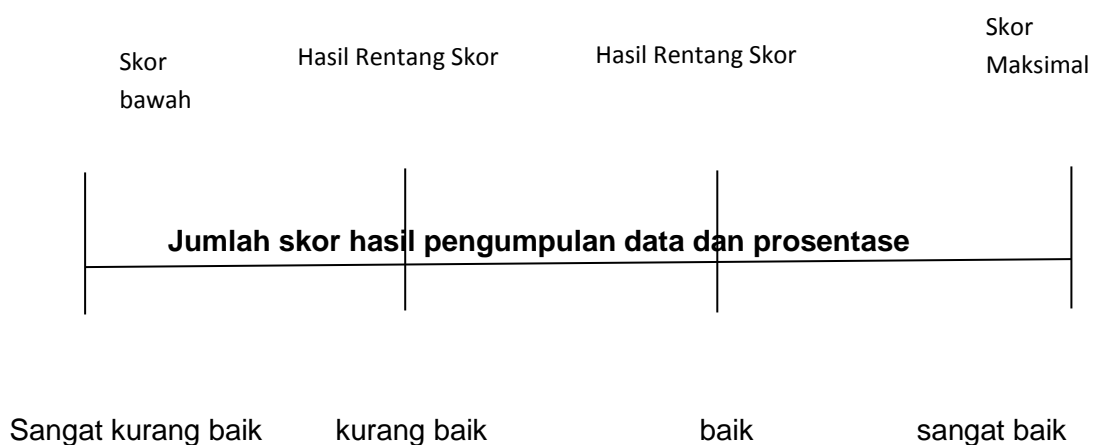 Skor bawah
Hasil Rentang Skor
Hasil Rentang Skor
Skor Maksimal
Jumlah skor hasil pengumpulan data dan prosentase
Sangat kurang baik kurang baik baik sangat baik